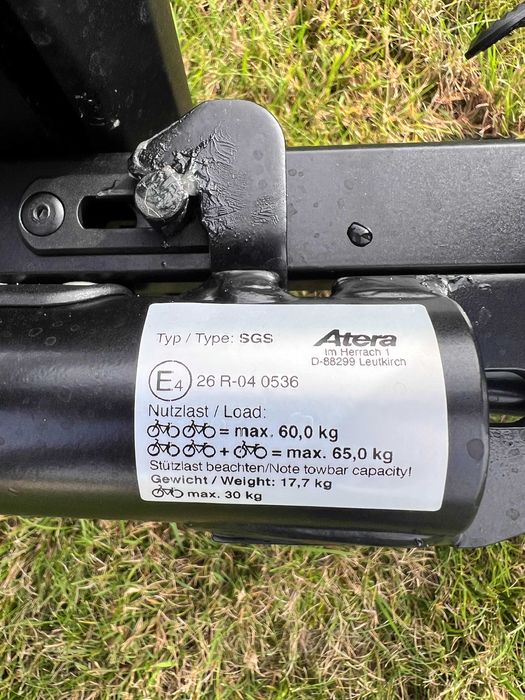 Typ / Type: SGS
Atera
Im Herrach 1
D-88299 Leutkirch
E4 26 R-04 0536
Nutzlast / Load:
= max. 60,0 kg
+ = max. 65,0 kg
Stützlast beachten/Note towbar capacity!
Gewicht / Weight: 17,7 kg
max. 30 kg